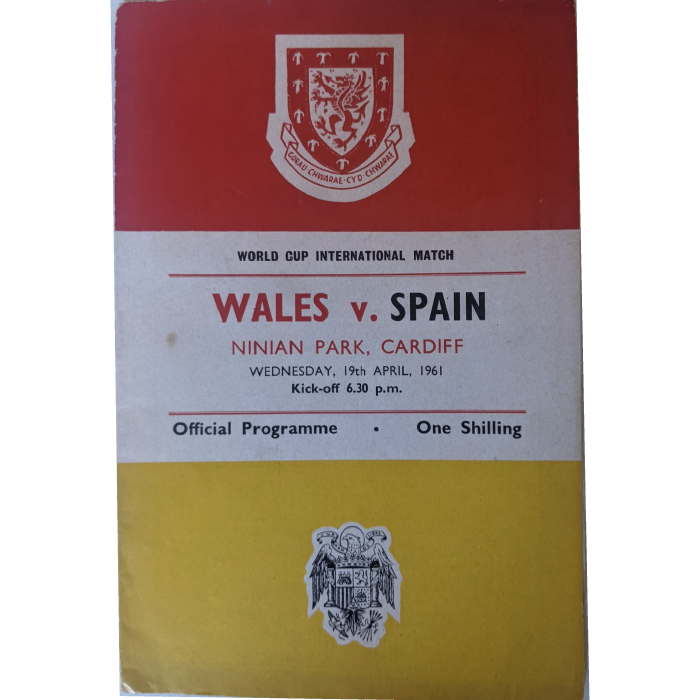 GORAU CHWARAE · CYD CHWARAE
WORLD CUP INTERNATIONAL MATCH
WALES v. SPAIN
NINIAN PARK, CARDIFF
WEDNESDAY, 19th APRIL, 1961
Kick-off 6.30 p.m.
Official Programme • One Shilling